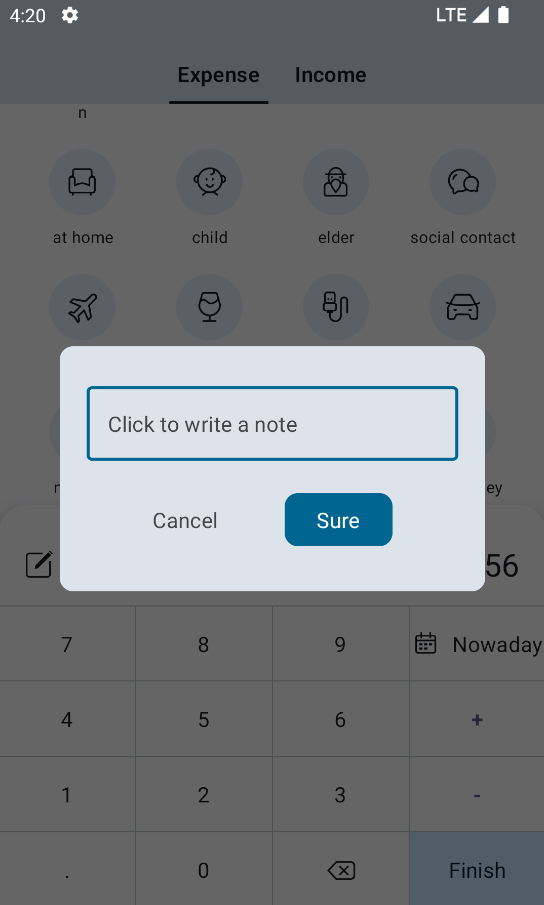 4:20 LTE
Expense Income
n
at home child elder social contact
Click to write a note
ey
Cancel Sure
56
7 8 9 Nowaday
4 5 6 +
1 2 3 -
. 0 Finish